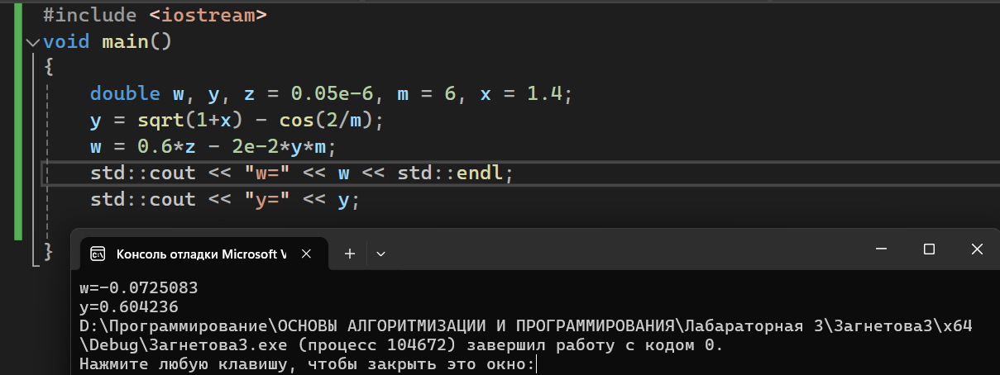 #include <iostream>
void main()
{
double w, y, z = 0.05e-6, m = 6, x = 1.4;
y = sqrt(1+x) - cos(2/m);
w = 0.6*z - 2e-2*y*m;
std::cout << "w=" << w << std::endl;
std::cout << "y=" << y;
}
Консоль отладки Microsoft V
w=-0.0725083
y=0.604236
D:\Программирование\ОСНОВЫ АЛГОРИТМИЗАЦИИ И ПРОГРАММИРОВАНИЯ\Лабараторная 3\Загнетова3\x64
\Debug\Загнетова3.exe (процесс 104672) завершил работу с кодом 0.
Нажмите любую клавишу, чтобы закрыть это окно: